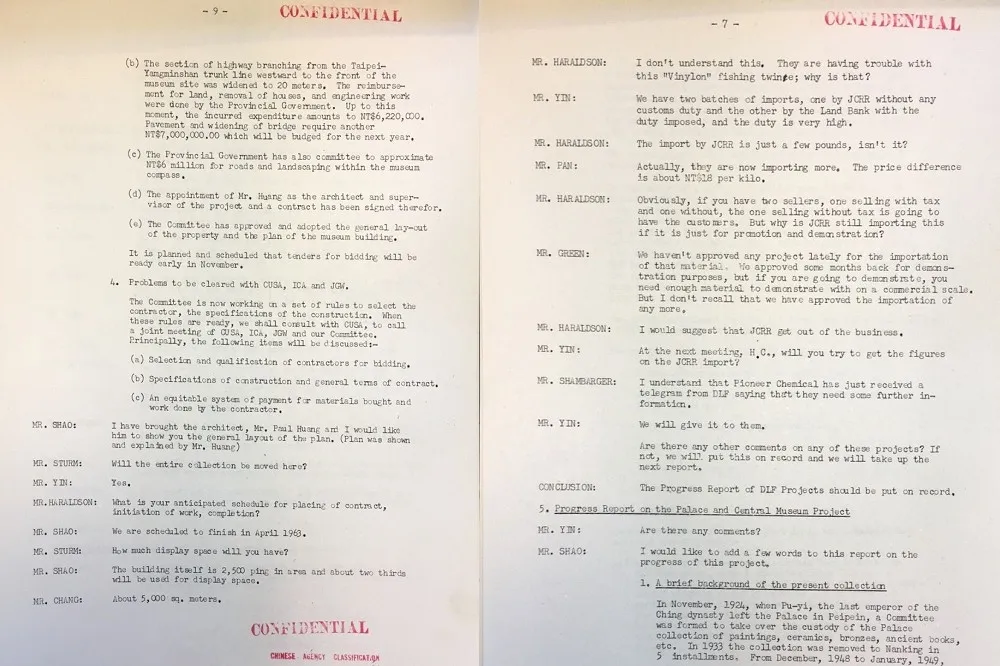 - 9 -
CONFIDENTIAL
(b) The section of highway branching from the Taipei-
Yamgminshan trunk line westward to the front of the
museum site was widened to 20 meters. The reimburse-
ment for land, removal of houses, and engineering work
were done by the Provincial Government. Up to this
moment, the incurred expenditure amounts to NT$6,220,000.
Pavement and widening of bridge require another
NT$7,000,000.00 which will be budgeted for the next year.
(c) The Provincial Government has also committee to approximate
NT$6 million for roads and landscaping within the museum
compass.
(d) The appointment of Mr. Huang as the architect and super-
visor of the project and a contract has been signed therefor.
(e) The Committee has approved and adopted the general lay-out
of the property and the plan of the museum building.
It is planned and scheduled that tenders for bidding will be
ready early in November.
4. Problems to be cleared with CUSA, ICA and JGW.
The Committee is now working on a set of rules to select the
contractor, the specifications of the construction. When
these rules are ready, we shall consult with CUSA, to call
a joint meeting of CUSA, ICA, JGW and our Committee.
Principally, the following items will be discussed:-
(a) Selection and qualification of contractors for bidding.
(b) Specifications of construction and general terms of contract.
(c) An equitable system of payment for materials bought and
work done by the contractor.
MR. SHAO: I have brought the architect, Mr. Paul Huang and I would like
him to show you the general layout of the plan. (Plan was shown
and explained by Mr. Huang)
MR. STURM: Will the entire collection be moved here?
MR. YIN: Yes.
MR. HARALDSON: What is your anticipated schedule for placing of contract,
initiation of work, completion?
MR. SHAO: We are scheduled to finish in April 1963.
MR. STURM: How much display space will you have?
MR. SHAO: The building itself is 2,500 ping in area and about two thirds
will be used for display space.
MR. CHANG: About 5,000 sq. meters.
CONFIDENTIAL
CHINESE AGENCY CLASSIFICATION
- 7 -
CONFIDENTIAL
MR. HARALDSON: I don't understand this. They are having trouble with
this "Vinylon" fishing twine; why is that?
MR. YIN: We have two batches of imports, one by JCRR without any
customs duty and the other by the Land Bank with the
duty imposed, and the duty is very high.
MR. HARALDSON: The import by JCRR is just a few pounds, isn't it?
MR. PAN: Actually, they are now importing more. The price difference
is about NT$18 per kilo.
MR. HARALDSON: Obviously, if you have two sellers, one selling with tax
and one without, the one selling without tax is going to
have the customers. But why is JCRR still importing this
if it is just for promotion and demonstration?
MR. GREEN: We haven't approved any project lately for the importation
of that material. We approved some months back for demons-
tration purposes, but if you are going to demonstrate, you
need enough material to demonstrate with on a commercial scale.
But I don't recall that we have approved the importation of
any more.
MR. HARALDSON: I would suggest that JCRR get out of the business.
MR. YIN: At the next meeting, H.C., will you try to get the figures
on the JCRR import?
MR. SHAMBARGER: I understand that Pioneer Chemical has just received a
telegram from DLF saying that they need some further in-
formation.
MR. YIN: We will give it to them.
Are there any other comments on any of these projects? If
not, we will put this on record and we will take up the
next report.
CONCLUSION: The Progress Report of DLF Projects should be put on record.
5. Progress Report on the Palace and Central Museum Project
MR. YIN: Are there any comments?
MR. SHAO: I would like to add a few words to this report on the
progress of this project.
1. A brief background of the present collection
In November, 1924, when Pu-yi, the last emperor of the
Ching dynasty left the Palace in Peipein, a Committee
was formed to take over the custody of the Palace
collection of paintings, ceramics, bronzes, ancient books,
etc. In 1933 the collection was removed to Nanking in
5 installments. From December, 1948 to January, 1949,